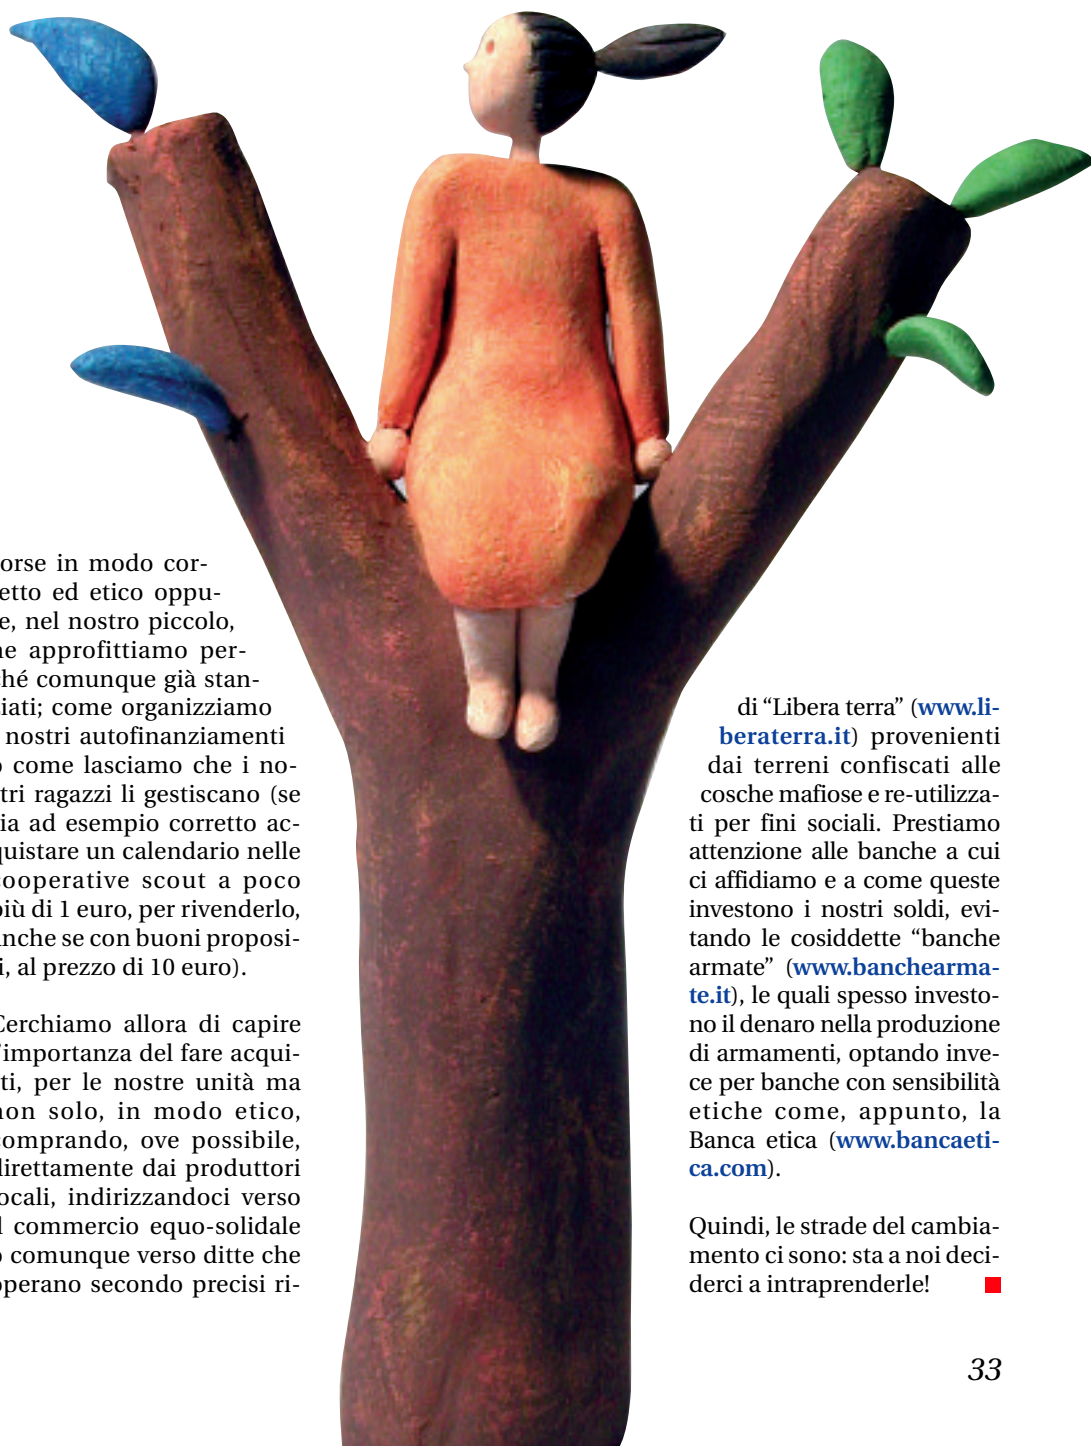 orse in modo cor-
etto ed etico oppu-
e, nel nostro piccolo,
ne approfittiamo per-
ché comunque già stan-
iati; come organizziamo
nostri autofinanziamenti
o come lasciamo che i no-
tri ragazzi li gestiscano (se
ia ad esempio corretto ac-
quistare un calendario nelle
cooperative scout a poco
più di 1 euro, per rivenderlo,
anche se con buoni proposi-
i, al prezzo di 10 euro).
Cerchiamo allora di capire
'importanza del fare acqui-
ti, per le nostre unità ma
non solo, in modo etico,
comprando, ove possibile,
direttamente dai produttori
ocali, indirizzandoci verso
l commercio equo-solidale
o comunque verso ditte che
operano secondo precisi ri-
di “Libera terra” (www.li-
beraterra.it) provenienti
dai terreni confiscati alle
cosche mafiose e re-utilizza-
ti per fini sociali. Prestiamo
attenzione alle banche a cui
ci affidiamo e a come queste
investono i nostri soldi, evi-
tando le cosiddette “banche
armate” (www.banchearma-
te.it), le quali spesso investo-
no il denaro nella produzione
di armamenti, optando inve-
ce per banche con sensibilità
etiche come, appunto, la
Banca etica (www.bancaeti-
ca.com).
Quindi, le strade del cambia-
mento ci sono: sta a noi deci-
derci a intraprenderle!
33